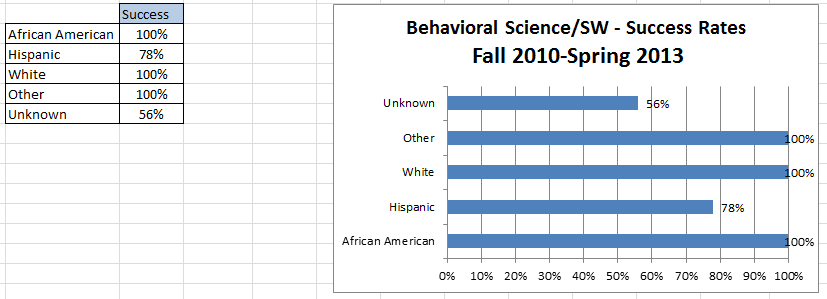 Success
African American 100%
Hispanic 78%
White 100%
Other 100%
Unknown 56%
Behavioral Science/SW - Success Rates
Fall 2010-Spring 2013
Unknown 56%
Other 100%
White 100%
Hispanic 78%
African American 100%
0% 10% 20% 30% 40% 50% 60% 70% 80% 90% 100%